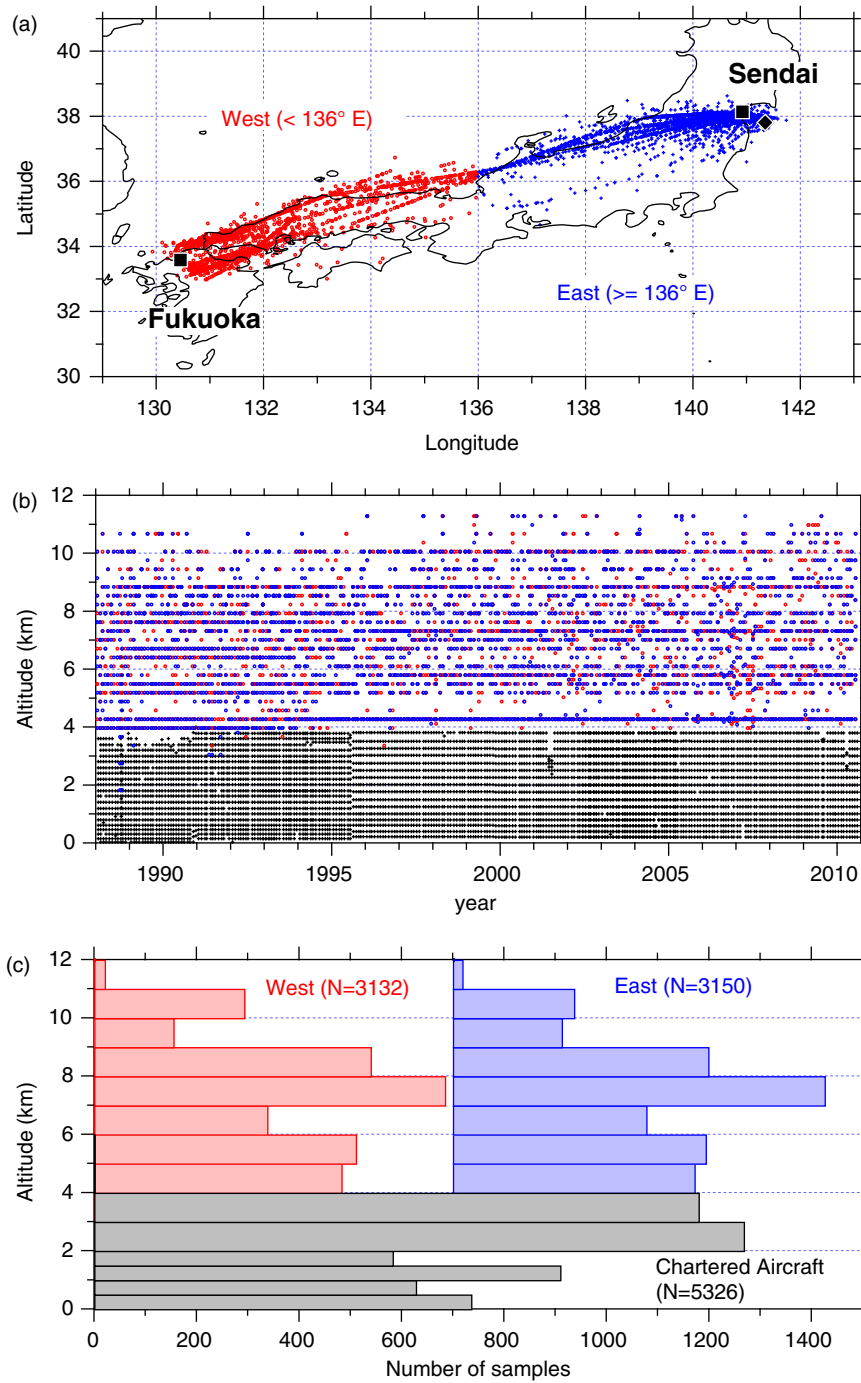 (a)
40
38
36
34
32
30
Latitude
Sendai
West (< 136° E)
East (>= 136° E)
Fukuoka
130 132 134 136 138 140 142
Longitude
(b)
12
10
8
6
4
2
0
Altitude (km)
1990 1995 2000 2005 2010
year
(c)
12
10
8
6
4
2
0
Altitude (km)
West (N=3132)
East (N=3150)
Chartered Aircraft
(N=5326)
0 200 400 600 800 1000 1200 1400
Number of samples